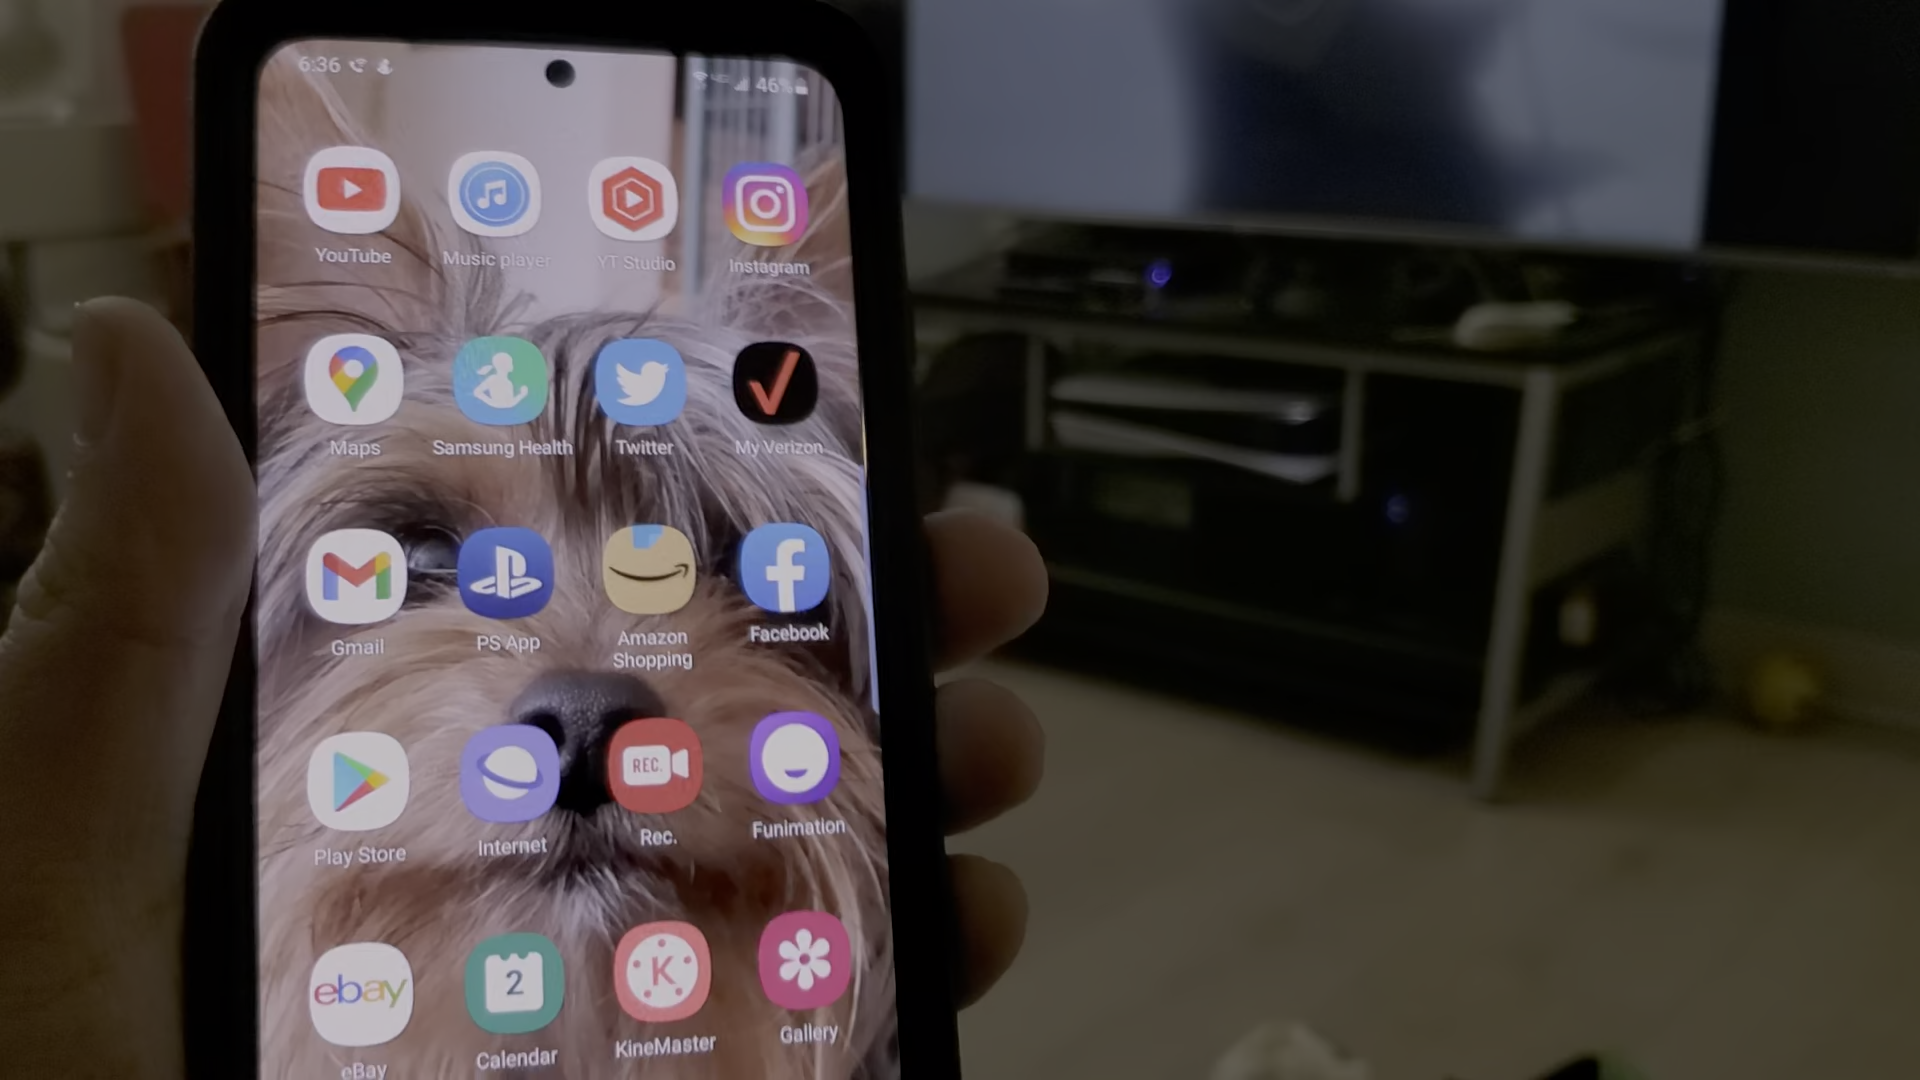 6:36
46%
YouTube
Music player
YT Studio
Instagram
Maps
Samsung Health
Twitter
My Verizon
Gmail
PS App
Amazon
Shopping
Facebook
REC.
Play Store
Internet
Rec.
Funimation
ebay
2
K
eBay
Calendar
KineMaster
Gallery